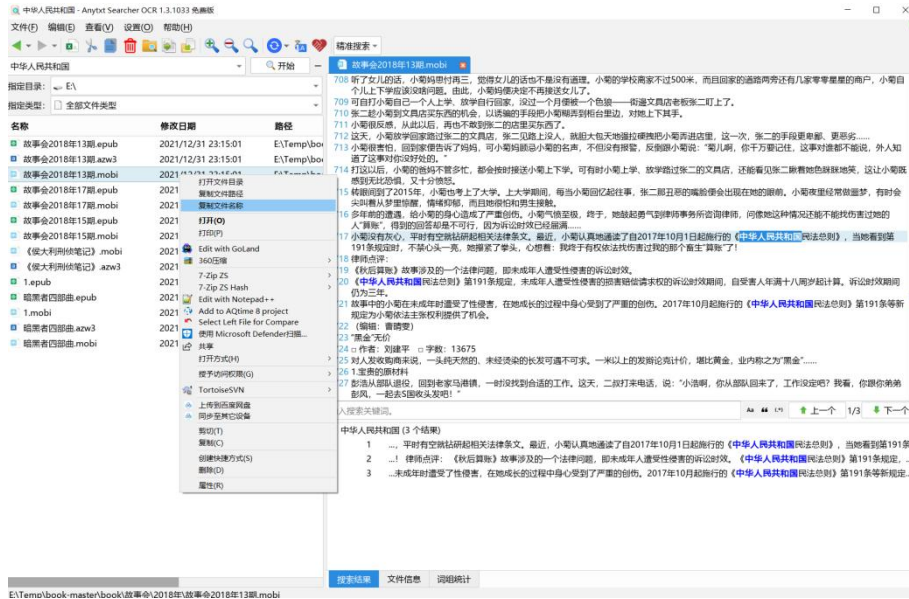 中华人民共和国 - Anytxt Searcher OCR 1.3.1033 免费版
文件(F) 编辑(E) 查看(V) 设置(O) 帮助(H)
精准搜索
中华人民共和国
开始
指定目录: E:\
指定类型: 全部文件类型
名称 修改日期 路径
故事会2018年13期.epub 2021/12/31 23:15:01 E:\Temp\boo
故事会2018年13期.azw3 2021/12/31 23:15:01 E:\Temp\boo
故事会2018年13期.mobi 2021/12/31 23:15:01 E:\Temp\boo
故事会2018年17期.epub 2021
故事会2018年17期.mobi 2021
故事会2018年15期.epub 2021
故事会2018年15期.mobi 2021
《侯大利刑侦笔记》.mobi 2021
《侯大利刑侦笔记》.azw3 2021
1.epub 2021
暗黑者四部曲.epub 2021
1.mobi 2021
暗黑者四部曲.azw3 2021
暗黑者四部曲.mobi 2021
打开文件目录
复制文件路径
复制文件名称
打开(O)
打印(P)
Edit with GoLand
360压缩
7-Zip ZS
7-Zip ZS Hash
Edit with Notepad++
Add to AQtime 8 project
Select Left File for Compare
使用 Microsoft Defender扫描...
共享
打开方式(H)
授予访问权限(G)
TortoiseSVN
上传到百度网盘
同步至其它设备
剪切(T)
复制(C)
创建快捷方式(S)
删除(D)
属性(R)
故事会2018年13期.mobi
708 听了女儿的话，小菊妈思忖再三，觉得女儿的话也不是没有道理。小菊的学校离家不过500米，而且回家的道路两旁还有几家零零星星的商户，小菊自
个儿上下学应该没啥问题。由此，小菊妈便决定不再接送女儿了。
709 可自打小菊自己一个人上学、放学自行回家，没过一个月便被一个色狼——街邊文具店老板张二盯上了。
710 张二趁小菊到文具店买东西的机会，以诱骗的手段把小菊糊弄到柜台里边，对她上下其手。
711 小菊很反感，从此以后，再也不敢到张二的文具店里买东西了。
712 这天，小菊放学回家路过张二的文具店，张二见路上没人，就胆大包天地强拉硬拽把小菊弄进店里，这一次，张二的手段更卑鄙、更恶劣......
713 小菊很害怕，回到家便告诉了妈妈，可小菊妈顾忌小菊的名声，不但没有报警，反倒跟小菊说：“菊儿啊，你千万要记住，这事对谁都不能说，外人知
道了这事对你没好处的。”
714 打这以后，小菊的爸妈不管多忙，都会按时接送小菊上下学。可有时小菊上学、放学路过张二的文具店，还能看见张二瞅着她色眯眯地笑，这让小菊既
感到无比恐惧，又十分愤怒。
15 转眼间到了2015年，小菊也考上了大学。上大学期间，每当小菊回忆起往事，张二那丑恶的嘴脸便会出现在她的眼前。小菊夜里经常做噩梦，有时会
尖叫着从梦里惊醒，情绪抑郁，而且她很怕和男生接触。
16 多年前的遭遇，给小菊的身心造成了严重创伤。小菊气愤至极，终于，她鼓起勇气到律师事务所咨询律师，问像她这种情况还能不能找伤害过她的
人“算账”，得到的回答却是不可行，因为诉讼时效已经届满......
17 小菊没有灰心，平时有空就钻研起相关法律条文。最近，小菊认真地通读了自2017年10月1日起施行的《中华人民共和国民法总则》，当她看到第
191条规定时，不禁心头一亮，她攥紧了拳头，心想着：我终于有权依法找伤害过我的那个畜生“算账”了！
18 律师点评：
19 《秋后算账》故事涉及的一个法律问题，即未成年人遭受性侵害的诉讼时效。
20 《中华人民共和国民法总则》第191条规定，未成年人遭受性侵害的损害赔偿请求权的诉讼时效期间，自受害人年满十八周岁起计算。诉讼时效期间
仍为三年。
21 故事中的小菊在未成年时遭受了性侵害，在她成长的过程中身心受到了严重的创伤。2017年10月起施行的《中华人民共和国民法总则》第191条等新
规定为小菊依法主张权利提供了机会。
22 （编辑：曹晴雯）
23 “黑金”无价
24 □ 作者：刘建平 □ 字数：13675
25 对人发收购商来说，一头纯天然的、未经烫染的长发可遇不可求。一米以上的发辫论克计价，堪比黄金，业内称之为“黑金”......
26 1.宝贵的原材料
27 彭浩从部队退役，回到老家马港镇，一时没找到合适的工作。这天，二叔打来电话，说：“小浩啊，你从部队回来了，工作没定吧？我看，你跟你弟弟
彭风，一起去S国收头发吧！”
入搜索关键词。
上一个 1/3 下一个
中华人民共和国 (3 个结果)
1 ...，平时有空就钻研起相关法律条文。最近，小菊认真地通读了自2017年10月1日起施行的《中华人民共和国民法总则》，当她看到第191条
2 ...！律师点评：《秋后算账》故事涉及的一个法律问题，即未成年人遭受性侵害的诉讼时效。《中华人民共和国民法总则》第191条规定，...
3 ...未成年时遭受了性侵害，在她成长的过程中身心受到了严重的创伤。2017年10月起施行的《中华人民共和国民法总则》第191条等新规定...
搜索结果 文件信息 词组统计
E:\Temp\book-master\book\故事会\2018年\故事会2018年13期.mobi